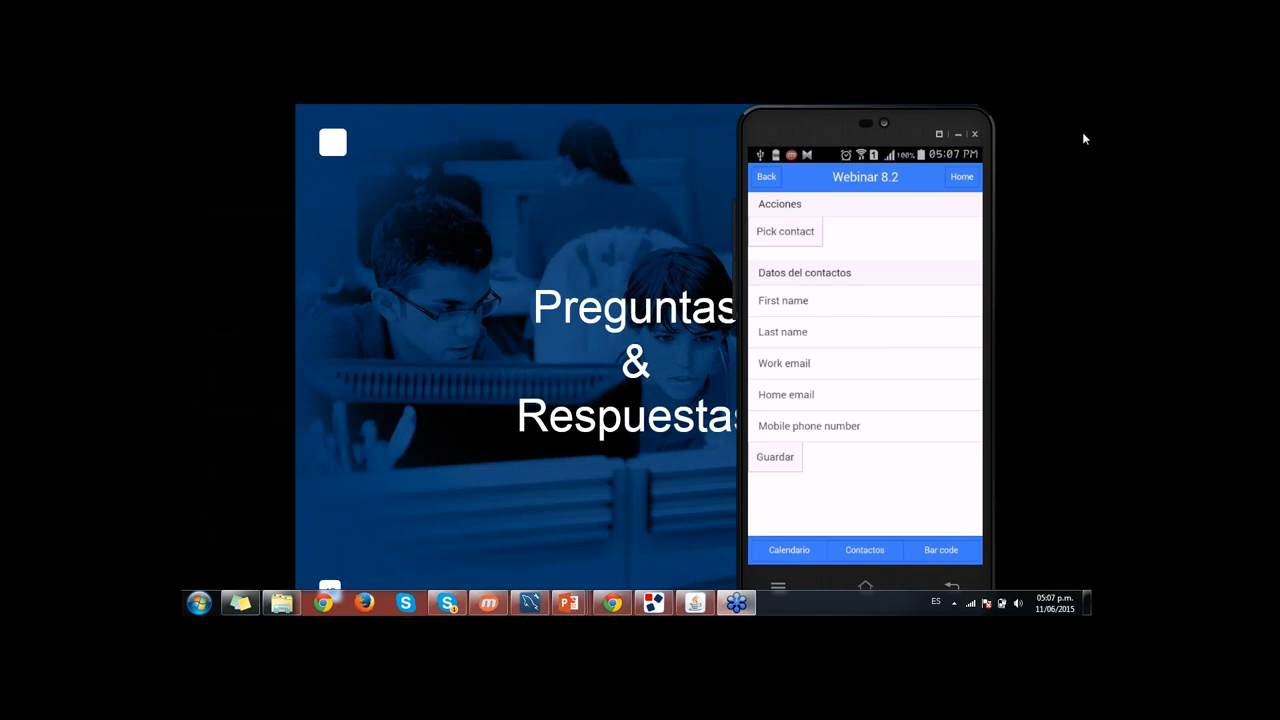 Preguntas
&
Respuestas
100% 05:07 PM
Back Webinar 8.2 Home
Acciones
Pick contact
Datos del contactos
First name
Last name
Work email
Home email
Mobile phone number
Guardar
Calendario Contactos Bar code
ES
05:07 p.m.
11/06/2015